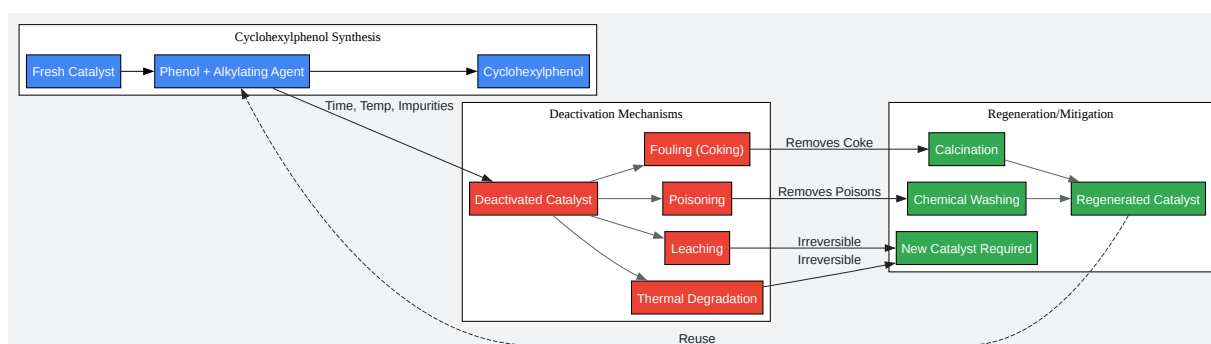 Cyclohexylphenol Synthesis
Fresh Catalyst
Phenol + Alkylating Agent
Cyclohexylphenol
Time, Temp, Impurities
Deactivation Mechanisms
Deactivated Catalyst
Fouling (Coking)
Poisoning
Leaching
Thermal Degradation
Removes Coke
Removes Poisons
Irreversible
Irreversible
Regeneration/Mitigation
Calcination
Chemical Washing
Regenerated Catalyst
New Catalyst Required
Reuse